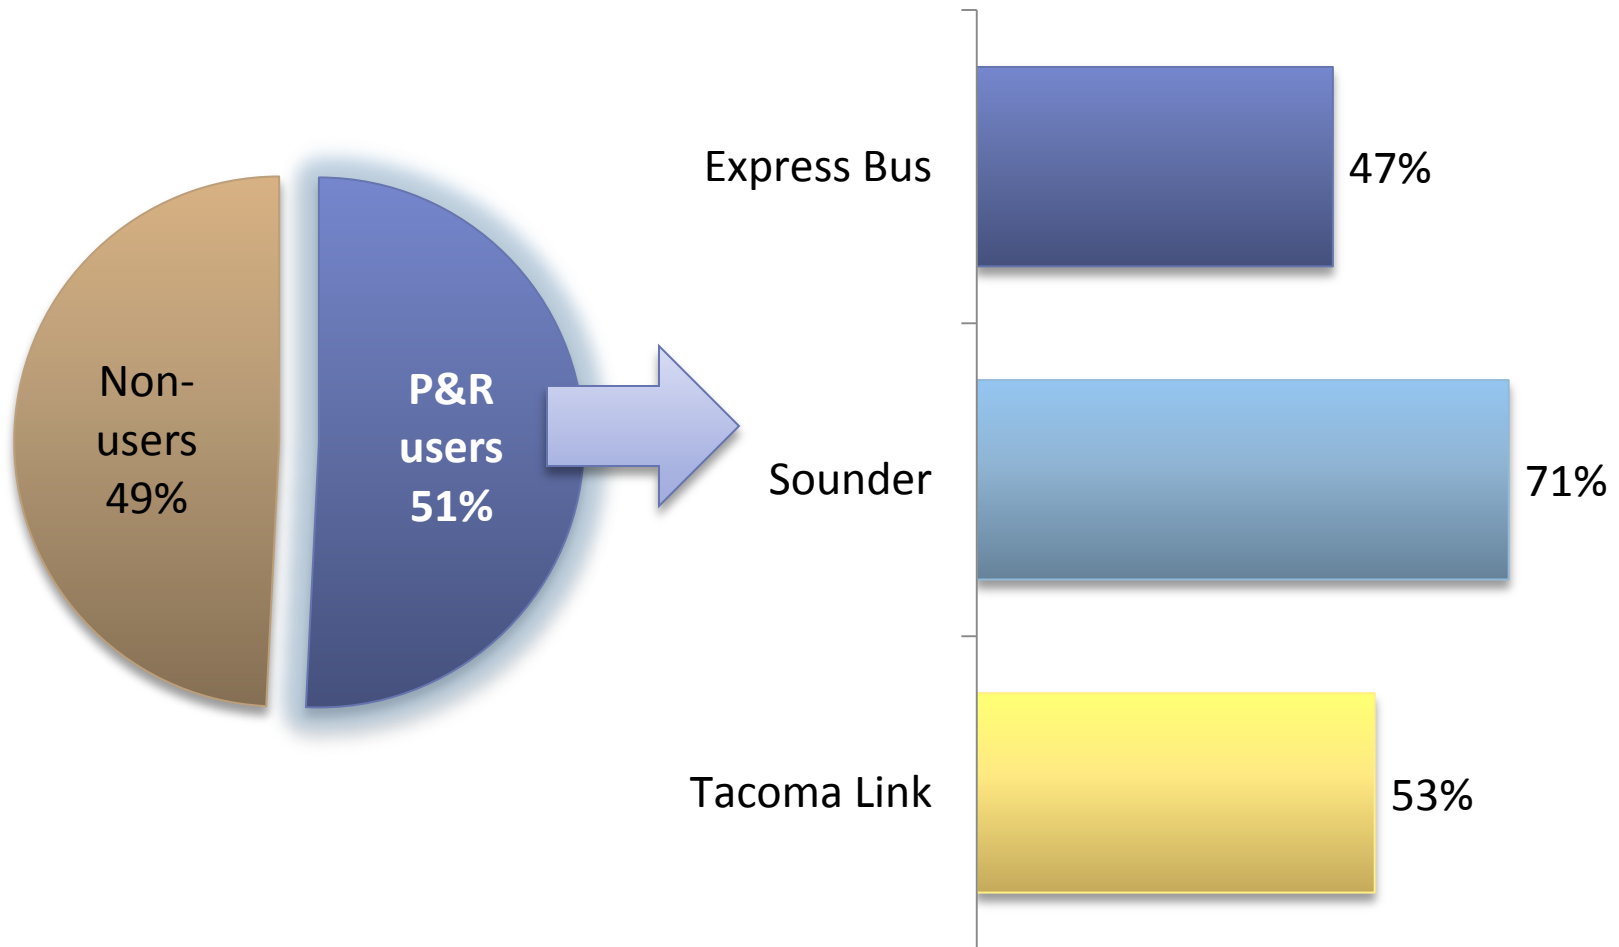 Non-
users
49%
P&R
users
51%
Express Bus
47%
Sounder
71%
Tacoma Link
53%